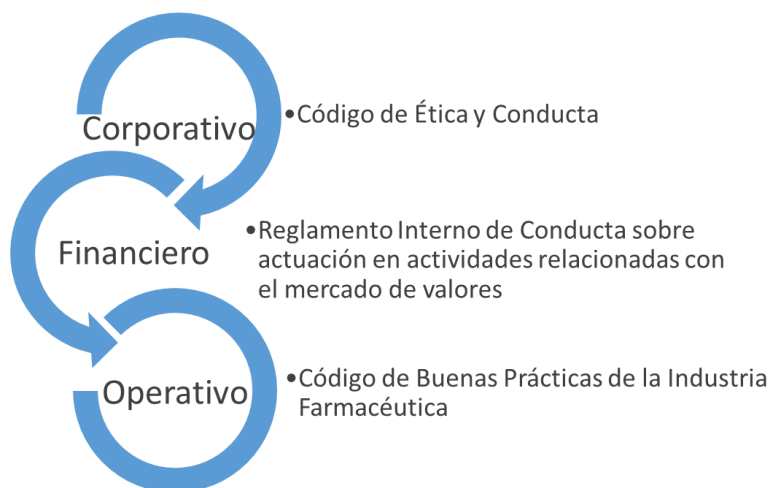 Corporativo
•Código de Ética y Conducta
Financiero
•Reglamento Interno de Conducta sobre
actuación en actividades relacionadas con
el mercado de valores
Operativo
•Código de Buenas Prácticas de la Industria
Farmacéutica